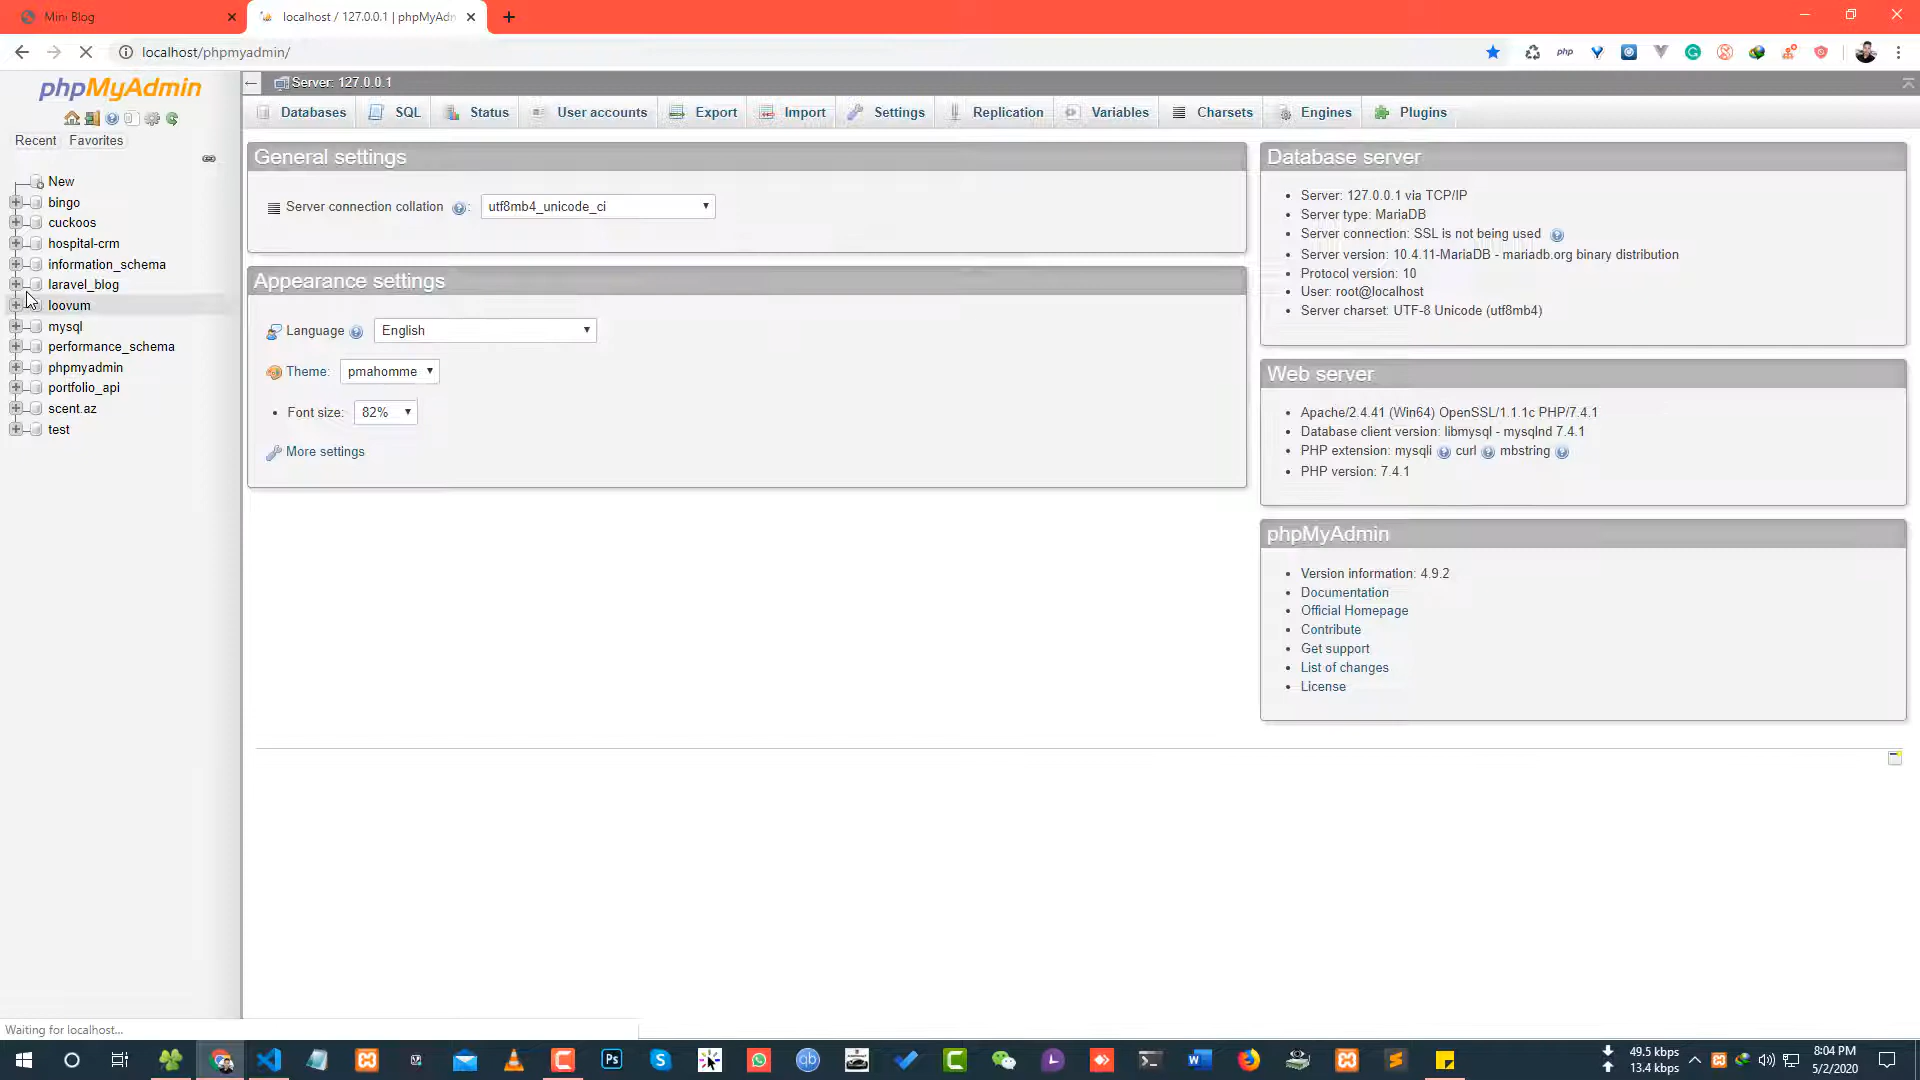 Mini Blog
localhost / 127.0.0.1 | phpMyAdm
localhost/phpmyadmin/
php
phpMyAdmin
Recent
Favorites
New
bingo
cuckoos
hospital-crm
information_schema
laravel_blog
loovum
mysql
performance_schema
phpmyadmin
portfolio_api
scent.az
test
Server: 127.0.0.1
Databases
SQL
Status
User accounts
Export
Import
Settings
Replication
Variables
Charsets
Engines
Plugins
General settings
Server connection collation
:
utf8mb4_unicode_ci
Appearance settings
Language
English
Theme:
pmahomme
• Font size:
82%
More settings
Database server
• Server: 127.0.0.1 via TCP/IP
• Server type: MariaDB
• Server connection: SSL is not being used
• Server version: 10.4.11-MariaDB - mariadb.org binary distribution
• Protocol version: 10
• User: root@localhost
• Server charset: UTF-8 Unicode (utf8mb4)
Web server
• Apache/2.4.41 (Win64) OpenSSL/1.1.1c PHP/7.4.1
• Database client version: libmysql - mysqlnd 7.4.1
• PHP extension: mysqli curl mbstring
• PHP version: 7.4.1
phpMyAdmin
• Version information: 4.9.2
• Documentation
• Official Homepage
• Contribute
• Get support
• List of changes
• License
Waiting for localhost...
Ps
qb
49.5 kbps
13.4 kbps
8:04 PM
5/2/2020